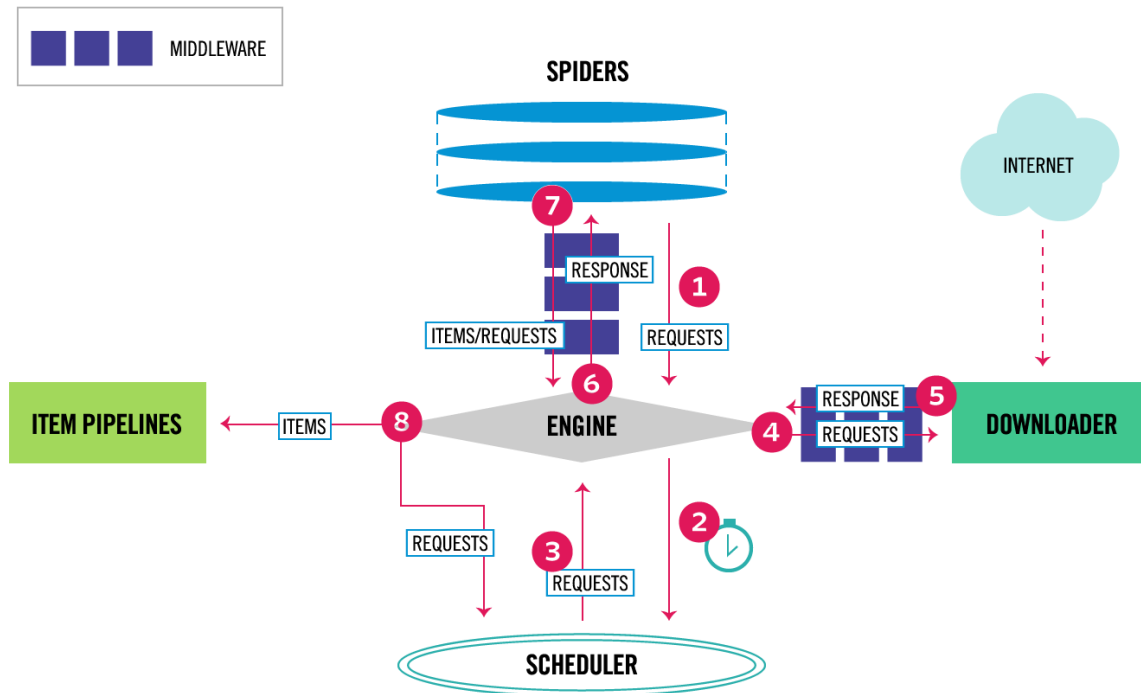 MIDDLEWARE
SPIDERS
INTERNET
7
RESPONSE
1
ITEMS/REQUESTS
REQUESTS
6
5
RESPONSE
ITEM PIPELINES
ITEMS
8
ENGINE
4
REQUESTS
DOWNLOADER
2
REQUESTS
3
REQUESTS
SCHEDULER